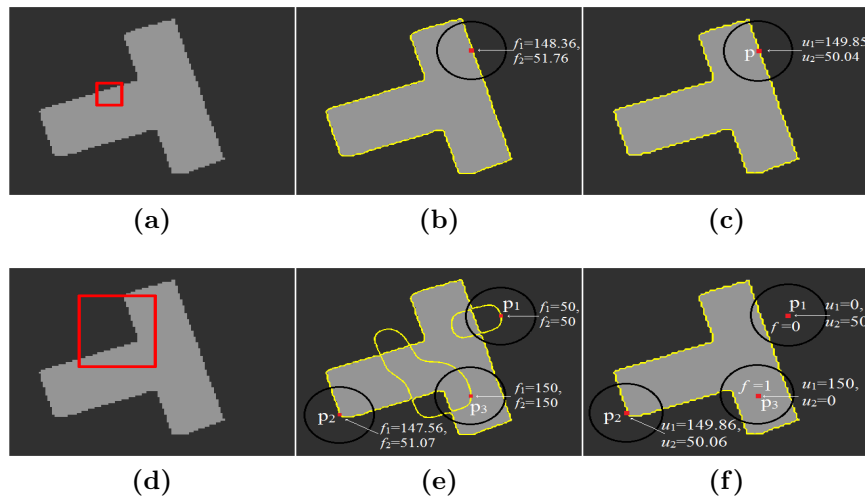 f₁=148.36,
f₂=51.76
p
u₁=149.85
u₂=50.04
(a)
(b)
(c)
p₁
f₁=50,
f₂=50
p₂
p₃
f₁=150,
f₂=150
f₁=147.56,
f₂=51.07
p₁
f=0
u₁=0,
u₂=50
f=1
p₃
u₁=150,
u₂=0
p₂
u₁=149.86,
u₂=50.06
(d)
(e)
(f)